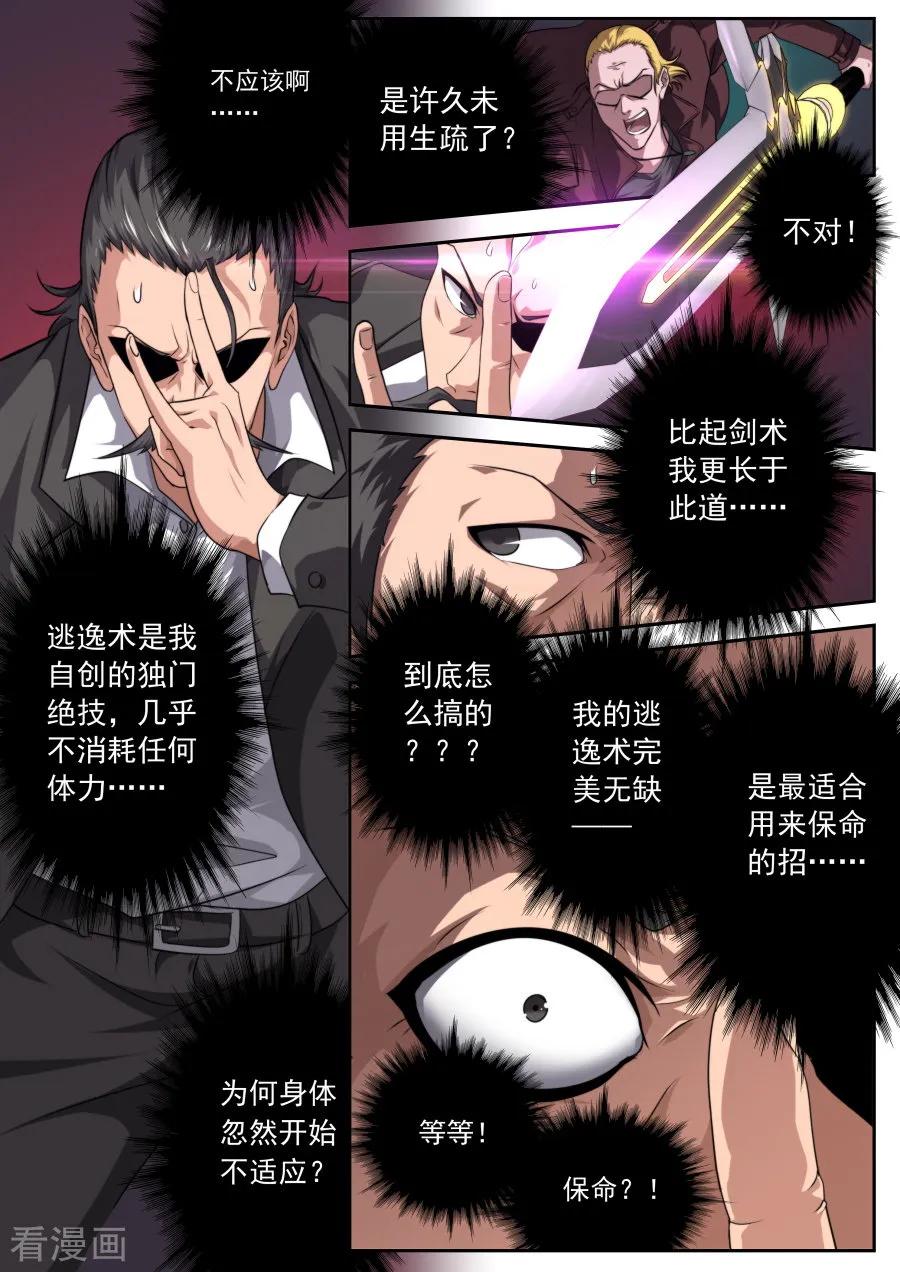 不应该啊
……
逃逸术是我
自创的独门
绝技，几乎
不消耗任何
体力……
为何身体
忽然开始
不适应？
是许久未
用生疏了？
不对！
比起剑术
我更长于
此道……
到底怎
么搞的
？？？
我的逃
逸术完
美无缺
——
是最适合
用来保命
的招……
等等！
保命？！
看漫画